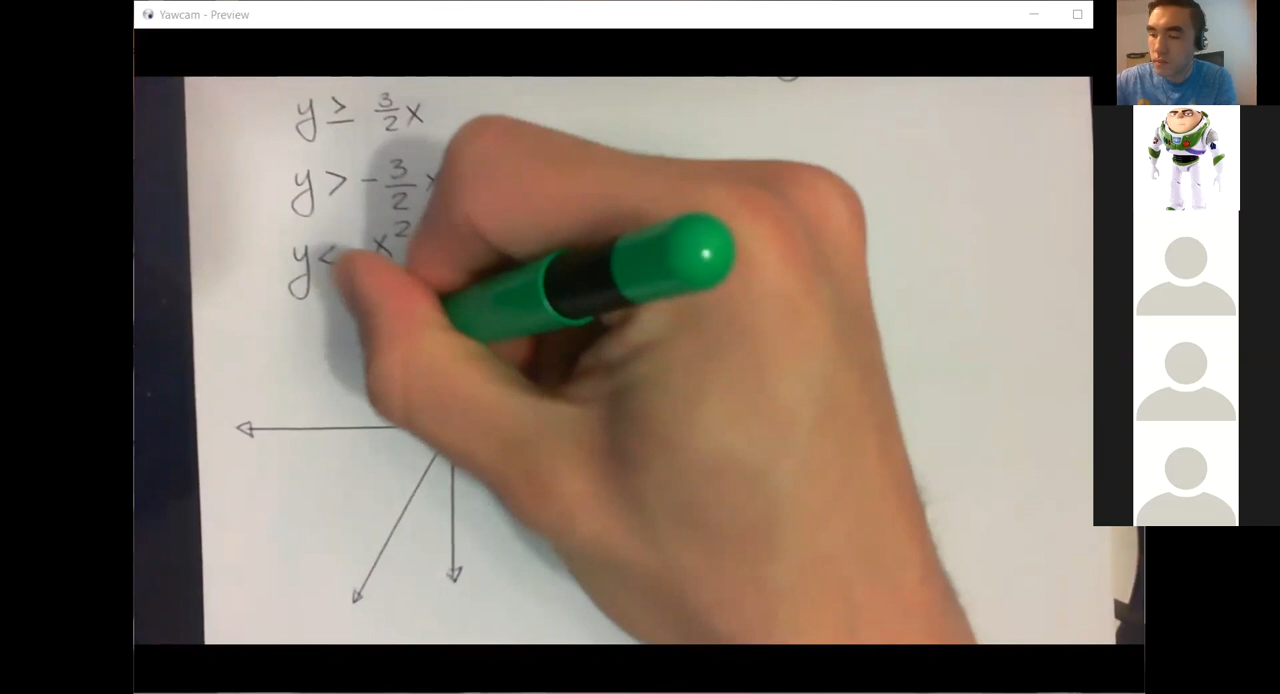 Yawcam - Preview
y ≥ 3/2 x
y > -3/2 x
y < x²